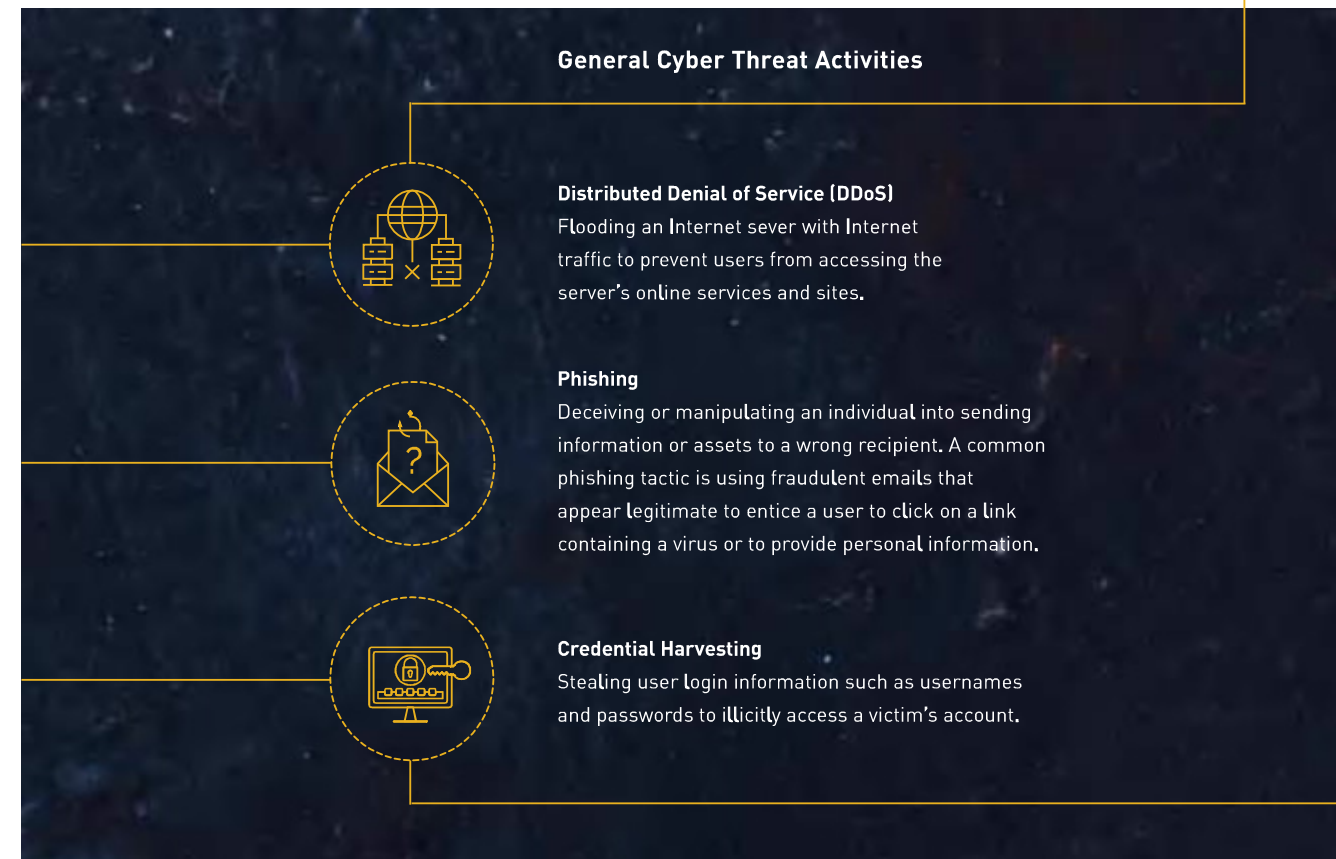 General Cyber Threat Activities
Distributed Denial of Service (DDoS)
Flooding an Internet sever with Internet
traffic to prevent users from accessing the
server's online services and sites.
Phishing
Deceiving or manipulating an individual into sending
information or assets to a wrong recipient. A common
phishing tactic is using fraudulent emails that
appear legitimate to entice a user to click on a link
containing a virus or to provide personal information.
Credential Harvesting
Stealing user login information such as usernames
and passwords to illicitly access a victim's account.